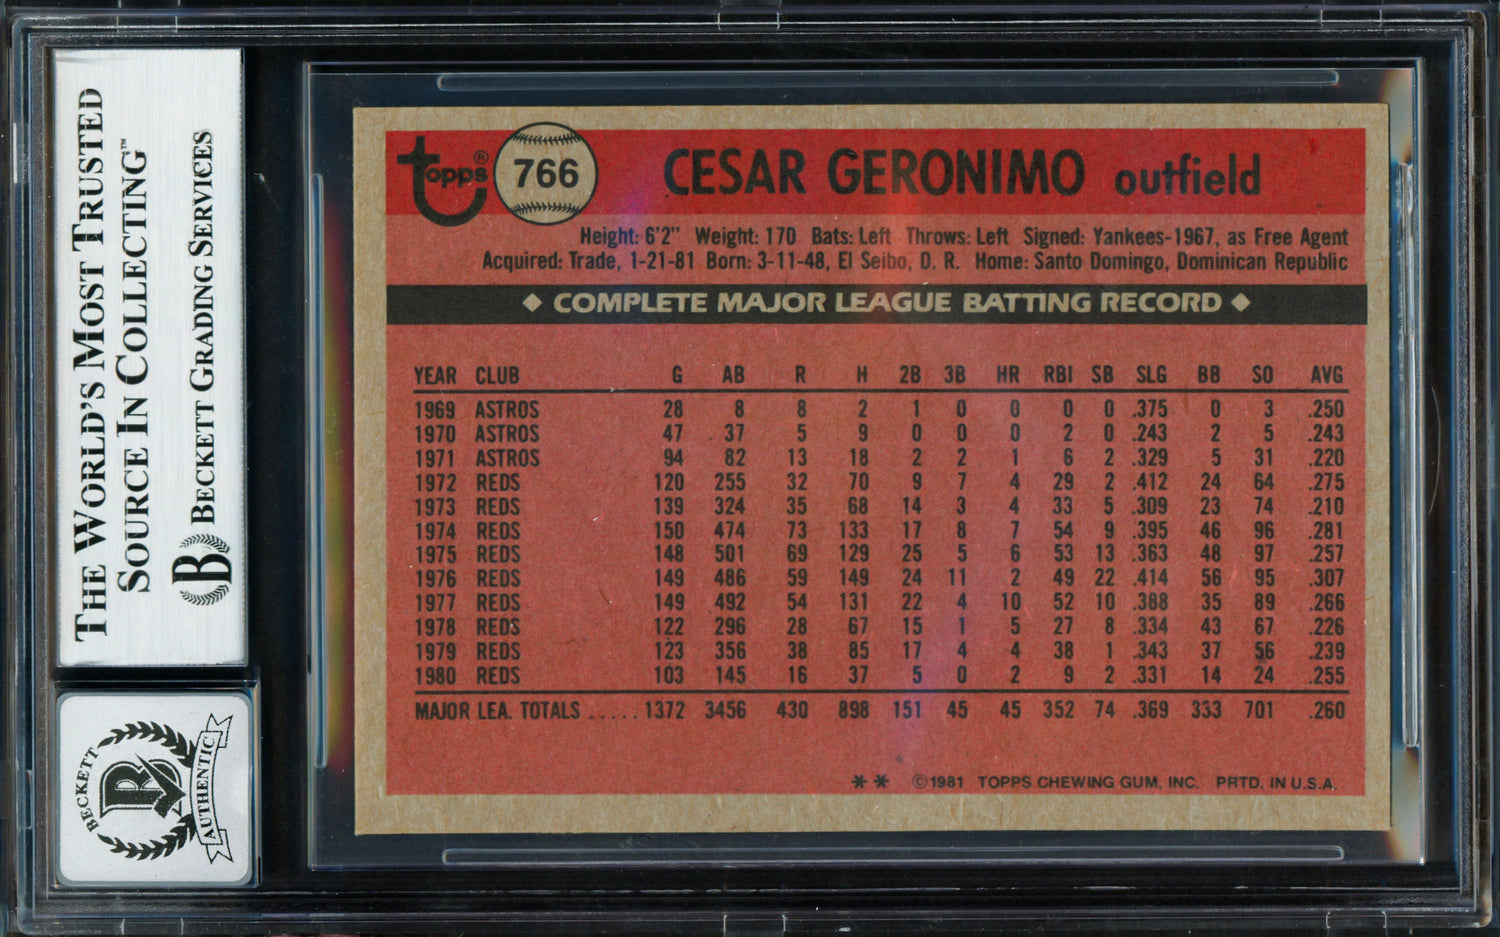 THE WORLD'S MOST TRUSTED
SOURCE IN COLLECTING™
B BECKETT GRADING SERVICES
BECKETT
B
AUTHENTIC
topps® 766 CESAR GERONIMO outfield
Height: 6'2" Weight: 170 Bats: Left Throws: Left Signed: Yankees-1967, as Free Agent
Acquired: Trade, 1-21-81 Born: 3-11-48, El Seibo, D. R. Home: Santo Domingo, Dominican Republic
◆ COMPLETE MAJOR LEAGUE BATTING RECORD ◆
YEAR CLUB G AB R H 2B 3B HR RBI SB SLG BB SO AVG
1969 ASTROS 28 8 8 2 1 0 0 0 0 .375 0 3 .250
1970 ASTROS 47 37 5 9 0 0 0 2 0 .243 2 5 .243
1971 ASTROS 94 82 13 18 2 2 1 6 2 .329 5 31 .220
1972 REDS 120 255 32 70 9 7 4 29 2 .412 24 64 .275
1973 REDS 139 324 35 68 14 3 4 33 5 .309 23 74 .210
1974 REDS 150 474 73 133 17 8 7 54 9 .395 46 96 .281
1975 REDS 148 501 69 129 25 5 6 53 13 .363 48 97 .257
1976 REDS 149 486 59 149 24 11 2 49 22 .414 56 95 .307
1977 REDS 149 492 54 131 22 4 10 52 10 .388 35 89 .266
1978 REDS 122 296 28 67 15 1 5 27 8 .334 43 67 .226
1979 REDS 123 356 38 85 17 4 4 38 1 .343 37 56 .239
1980 REDS 103 145 16 37 5 0 2 9 2 .331 14 24 .255
MAJOR LEA. TOTALS ..... 1372 3456 430 898 151 45 45 352 74 .369 333 701 .260
** ©1981 TOPPS CHEWING GUM, INC. PRTD. IN U.S.A.